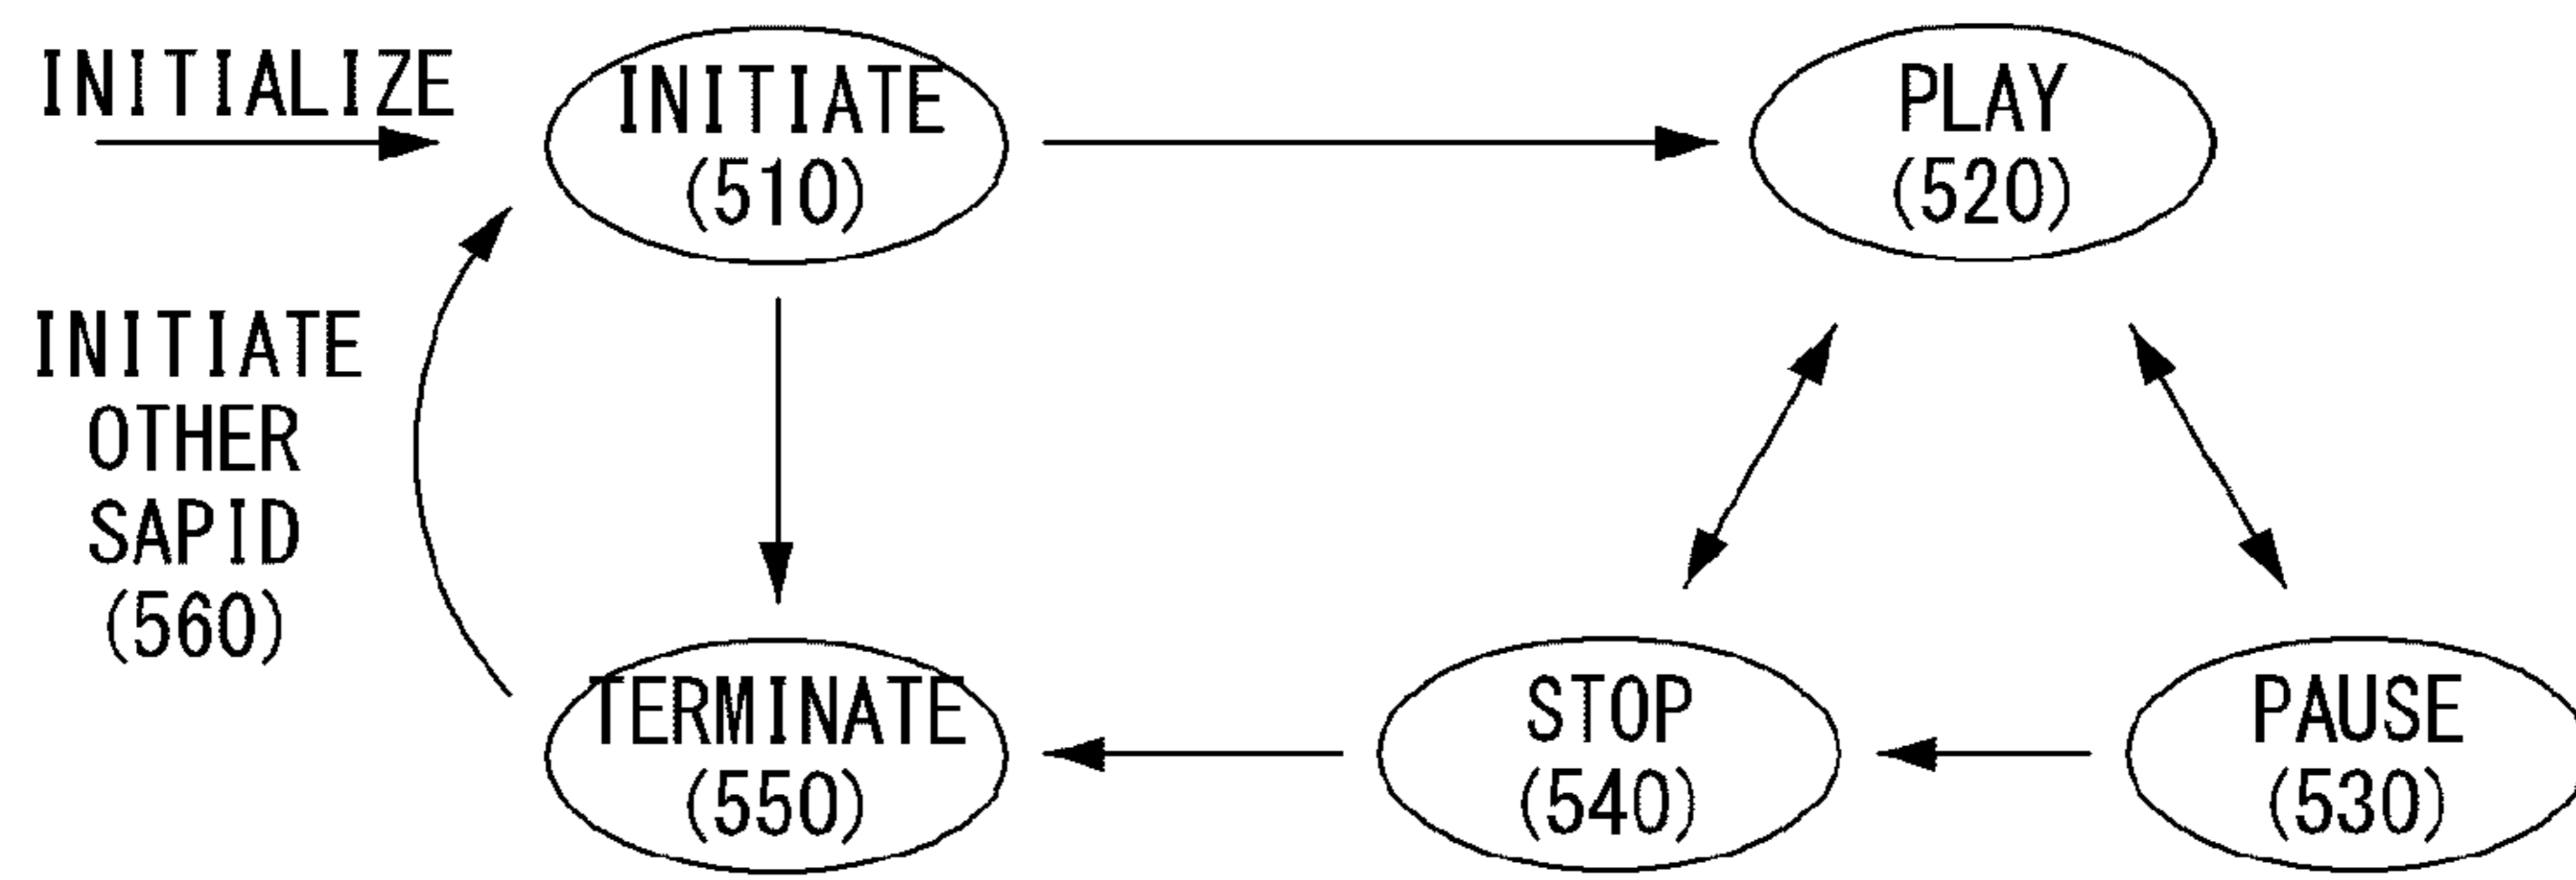 INITIALIZE
INITIATE
(510)
PLAY
(520)
INITIATE
OTHER
SAPID
(560)
TERMINATE
(550)
STOP
(540)
PAUSE
(530)